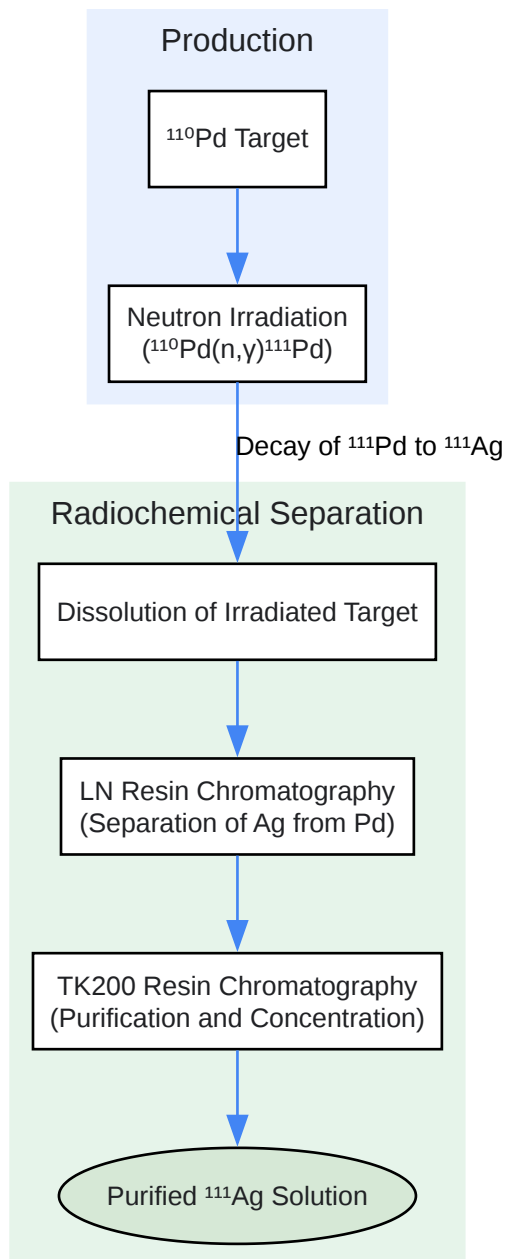 Production
¹¹⁰Pd Target
Neutron Irradiation
(¹¹⁰Pd(n,γ)¹¹¹Pd)
Decay of ¹¹¹Pd to ¹¹¹Ag
Radiochemical Separation
Dissolution of Irradiated Target
LN Resin Chromatography
(Separation of Ag from Pd)
TK200 Resin Chromatography
(Purification and Concentration)
Purified ¹¹¹Ag Solution